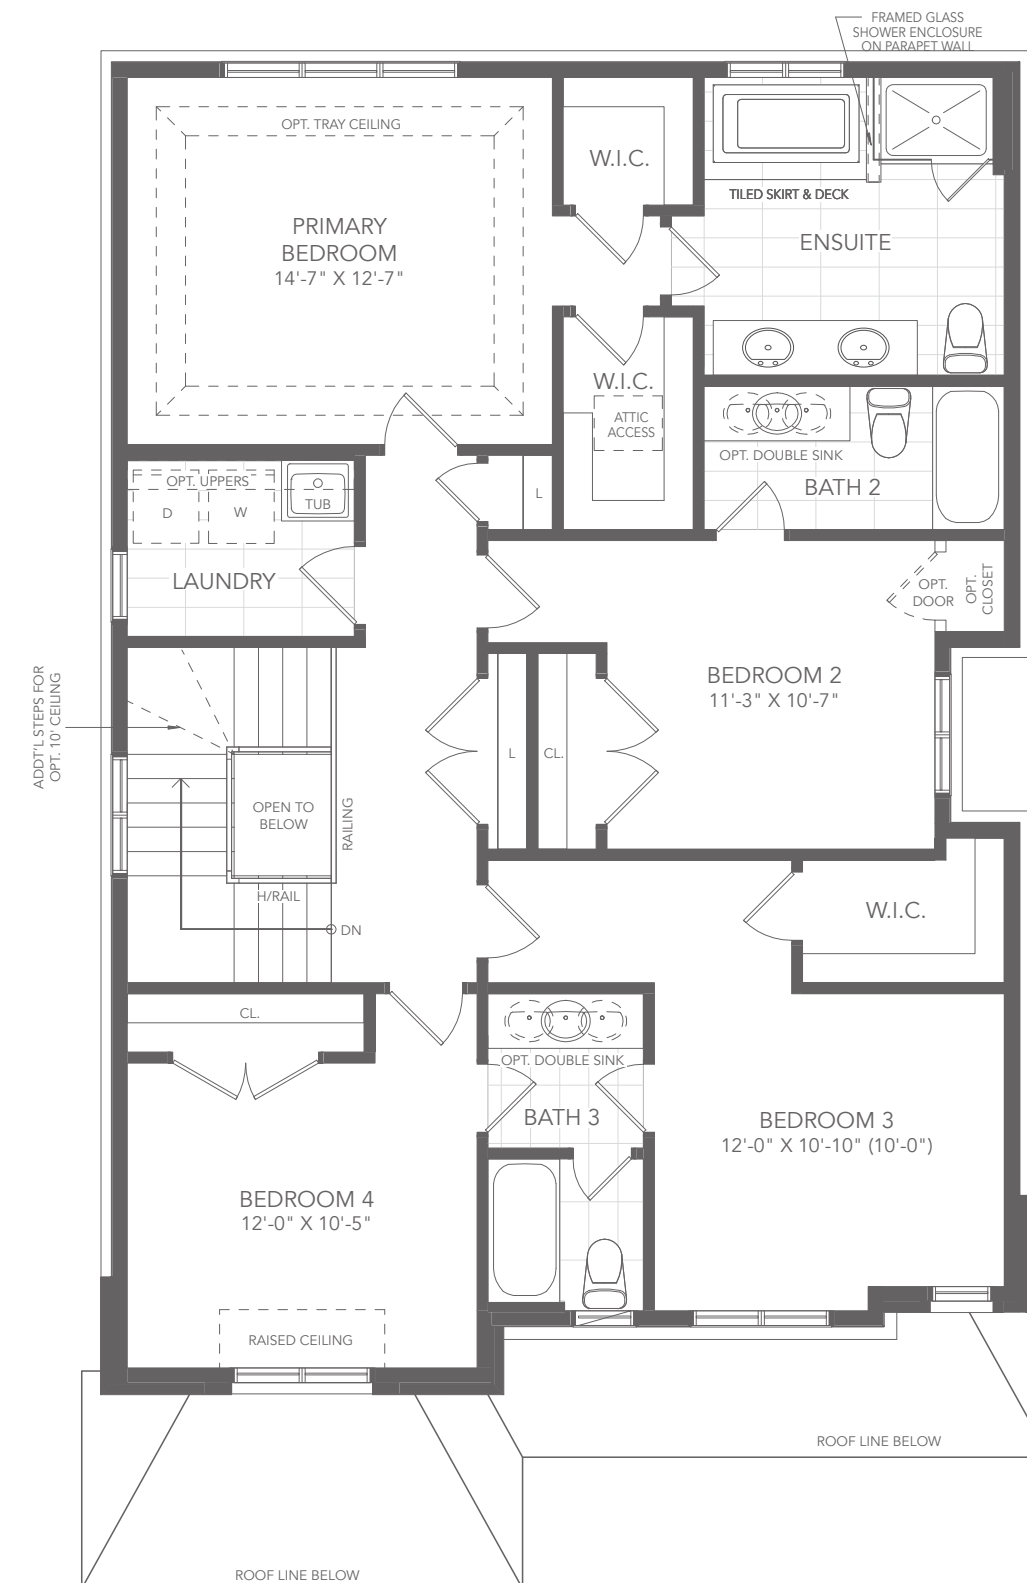 FRAMED GLASS
SHOWER ENCLOSURE
ON PARAPET WALL
OPT. TRAY CEILING
W.I.C.
TILED SKIRT & DECK
PRIMARY
BEDROOM
14'-7" X 12'-7"
ENSUITE
W.I.C.
ATTIC
ACCESS
OPT. DOUBLE SINK
BATH 2
OPT. UPPERS
D
W
TUB
L
LAUNDRY
OPT.
DOOR
OPT.
CLOSET
ADDT'L STEPS FOR
OPT. 10' CEILING
BEDROOM 2
11'-3" X 10'-7"
L
CL.
OPEN TO
BELOW
RAILING
H/RAIL
DN
W.I.C.
CL.
OPT. DOUBLE SINK
BATH 3
BEDROOM 3
12'-0" X 10'-10" (10'-0")
BEDROOM 4
12'-0" X 10'-5"
RAISED CEILING
ROOF LINE BELOW
ROOF LINE BELOW